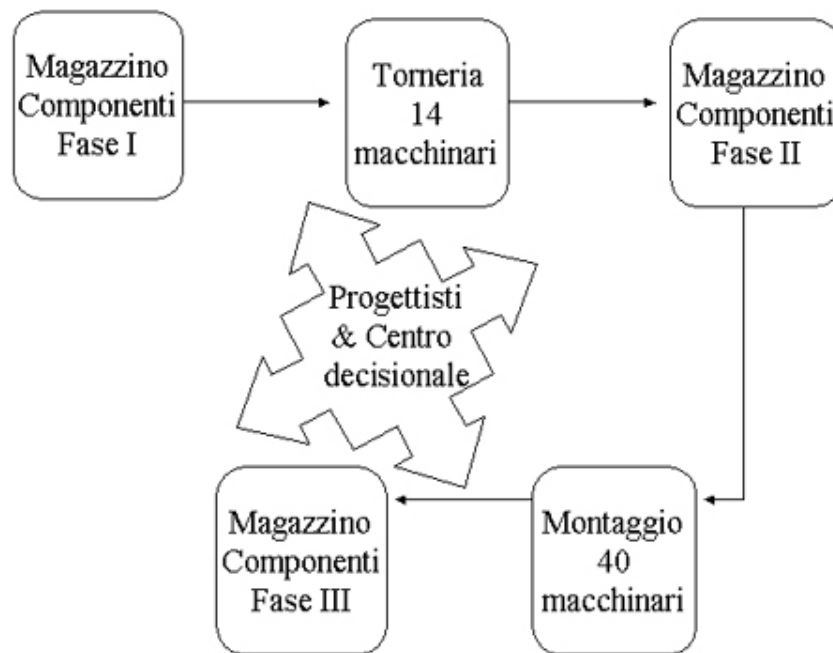 Magazzino
Componenti
Fase I
Torneria
14
macchinari
Magazzino
Componenti
Fase II
Progettisti
& Centro
decisionale
Magazzino
Componenti
Fase III
Montaggio
40
macchinari